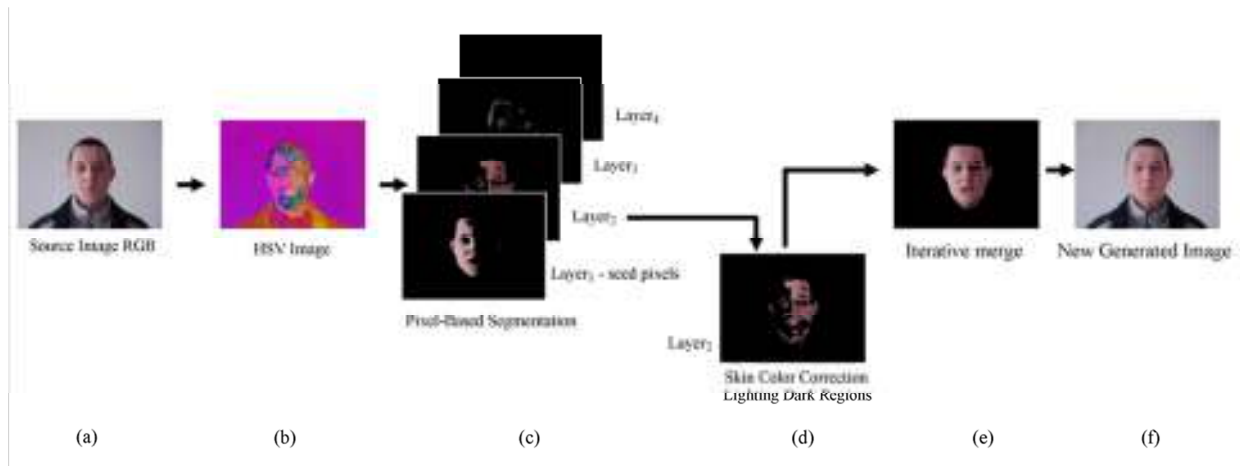 Layer₄
Layer₃
Layer₂
Source Image RGB
HSV Image
Layer₁ - seed pixels
Pixel-Based Segmentation
Layer₂
Skin Color Correction
Lighting Dark Regions
Iterative merge
New Generated Image
(a)
(b)
(c)
(d)
(e)
(f)